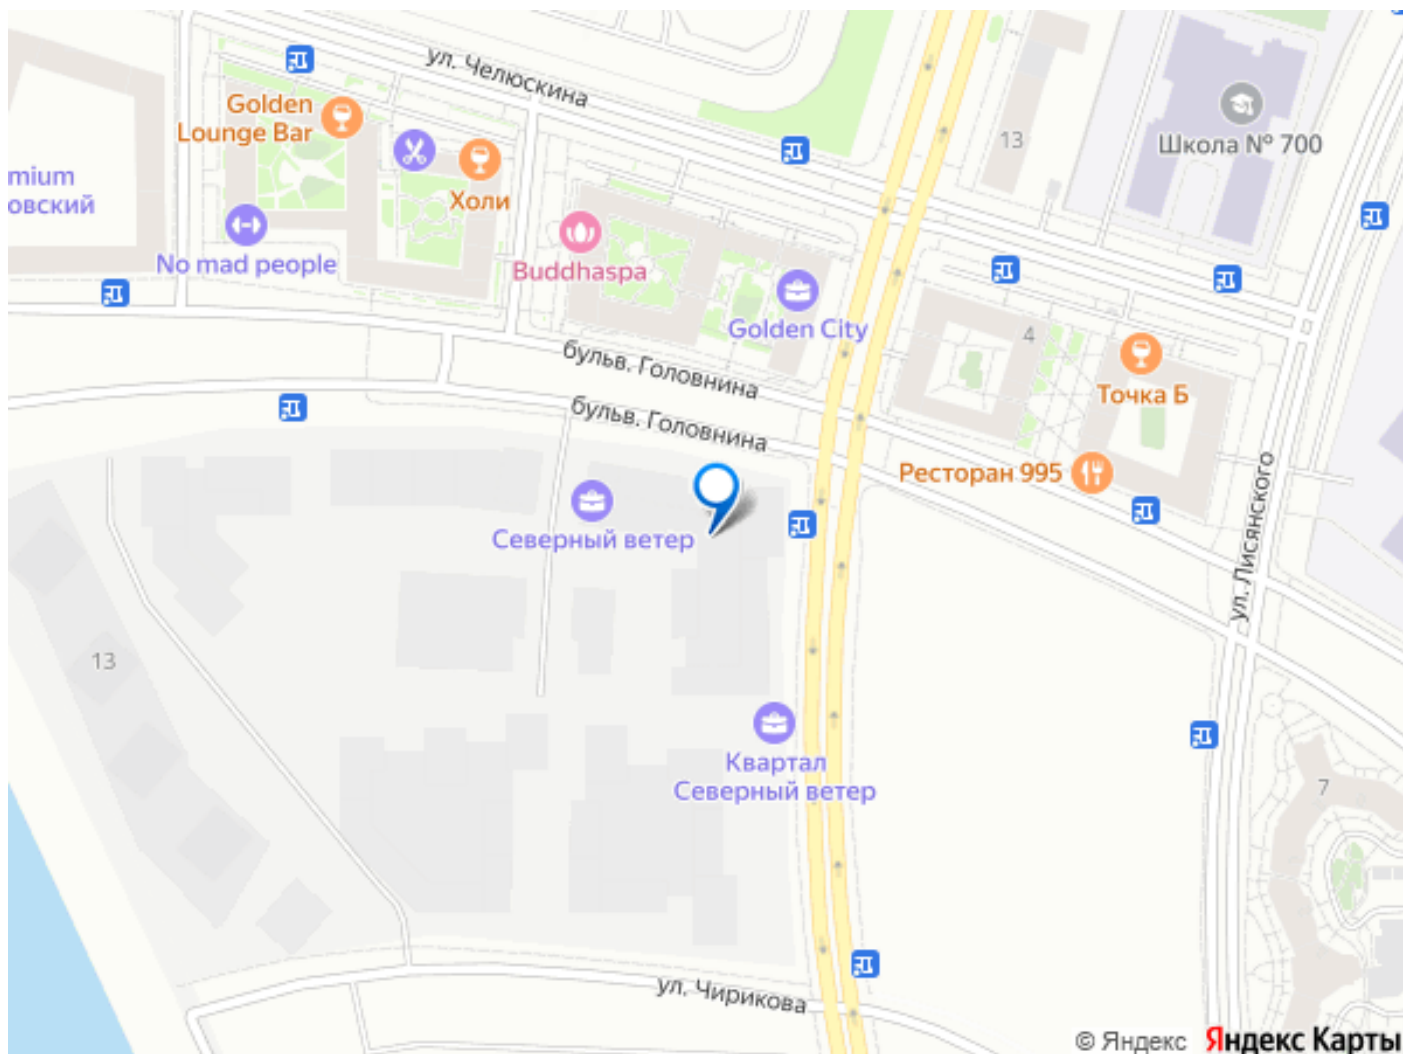 ул. Челюскина
Golden
Lounge Bar
Холи
13
Школа № 700
mium
овский
No mad people
Buddhaspa
Golden City
4
Точка Б
бульв. Головнина
бульв. Головнина
Ресторан 995
Северный ветер
ул. Лисянского
13
Квартал
Северный ветер
7
ул. Чирикова
© Яндекс Яндекс Карты